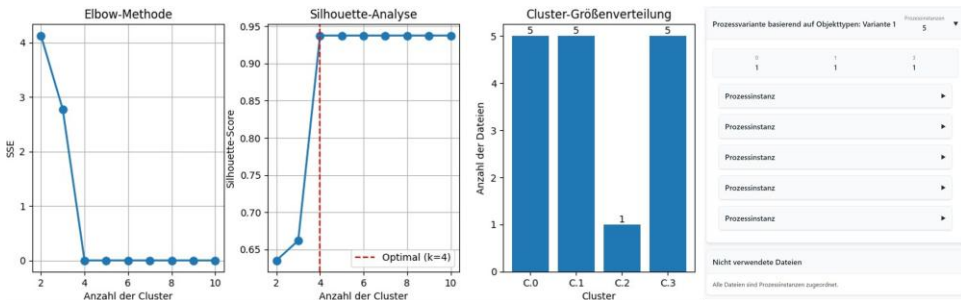 Elbow-Methode
4
3
2
1
0
SSE
2 4 6 8 10
Anzahl der Cluster
Silhouette-Analyse
0.95
0.90
0.85
0.80
0.75
0.70
0.65
Silhouette-Score
Optimal (k=4)
2 4 6 8 10
Anzahl der Cluster
Cluster-Größenverteilung
5
4
3
2
1
0
Anzahl der Dateien
5 5 1 5
C.0 C.1 C.2 C.3
Cluster
Prozessvariante basierend auf Objekttypen: Variante 1
Prozessinstanzen
5
1 1 1
Prozessinstanz
Prozessinstanz
Prozessinstanz
Prozessinstanz
Prozessinstanz
Nicht verwendete Dateien
Alle Dateien sind Prozessinstanzen zugeordnet.